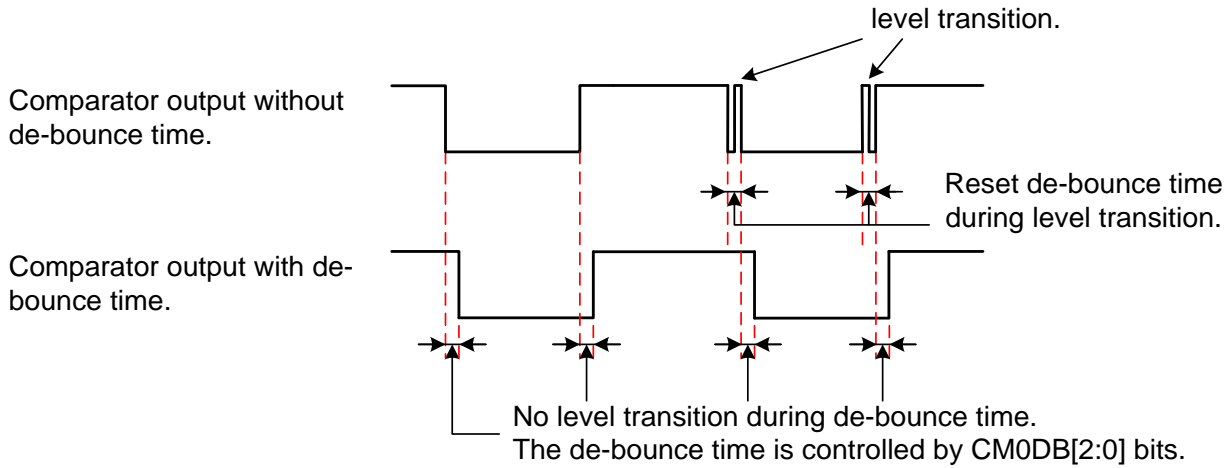 level transition.
Comparator output without
de-bounce time.
Reset de-bounce time
during level transition.
Comparator output with de-
bounce time.
No level transition during de-bounce time.
The de-bounce time is controlled by CM0DB[2:0] bits.